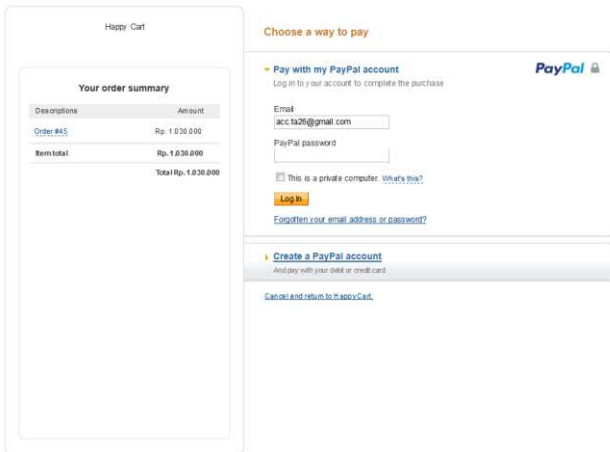 Happy Cart
Your order summary
Descriptions Amount
Order #45 Rp. 1.030.000
Item total Rp. 1.030.000
Total Rp. 1.030.000
Choose a way to pay
Pay with my PayPal account
PayPal
Log in to your account to complete the purchase
Email
acc.ta26@gmail.com
PayPal password
This is a private computer. What's this?
Log In
Forgotten your email address or password?
Create a PayPal account
And pay with your debit or credit card
Cancel and return to HappyCart.